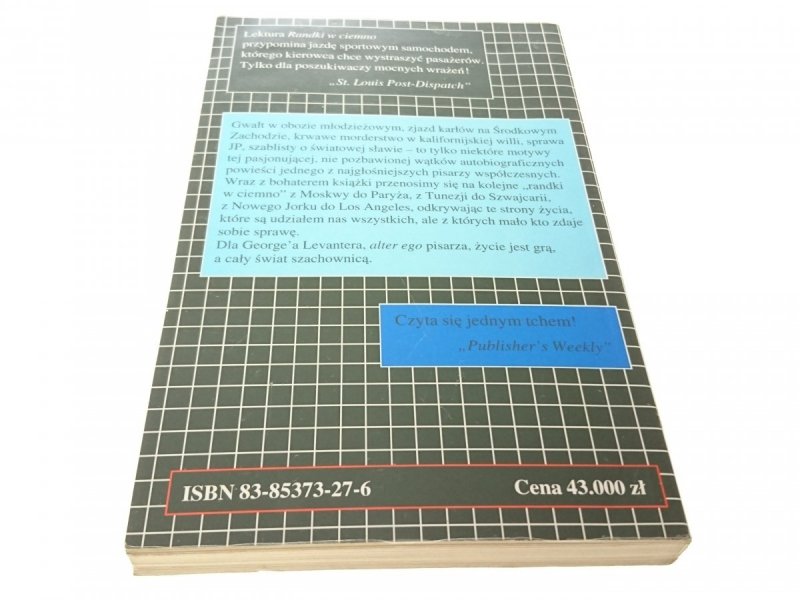 Lektura Randki w ciemno
przypomina jazdę sportowym samochodem,
którego kierowca chce wystraszyć pasażerów.
Tylko dla poszukiwaczy mocnych wrażeń!
„St. Louis Post-Dispatch”
Gwałt w obozie młodzieżowym, zjazd karłów na Środkowym
Zachodzie, krwawe morderstwo w kalifornijskiej willi, sprawa
JP, szablisty o światowej sławie – to tylko niektóre motywy
tej pasjonującej, nie pozbawionej wątków autobiograficznych
powieści jednego z najgłośniejszych pisarzy współczesnych.
Wraz z bohaterem książki przenosimy się na kolejne „randki
w ciemno” z Moskwy do Paryża, z Tunezji do Szwajcarii,
z Nowego Jorku do Los Angeles, odkrywając te strony życia,
które są udziałem nas wszystkich, ale z których mało kto zdaje
sobie sprawę.
Dla George'a Levantera, alter ego pisarza, życie jest grą,
a cały świat szachownicą.
Czyta się jednym tchem!
„Publisher's Weekly”
ISBN 83-85373-27-6
Cena 43.000 zł